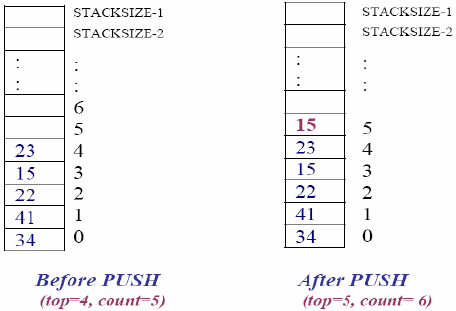 STACKSIZE-1 STACKSIZE-1
STACKSIZE-2 STACKSIZE-2
: : : :
: : : :
6
5 15 5
23 4 23 4
15 3 15 3
22 2 22 2
41 1 41 1
34 0 34 0
Before PUSH After PUSH
(top=4, count=5) (top=5, count= 6)